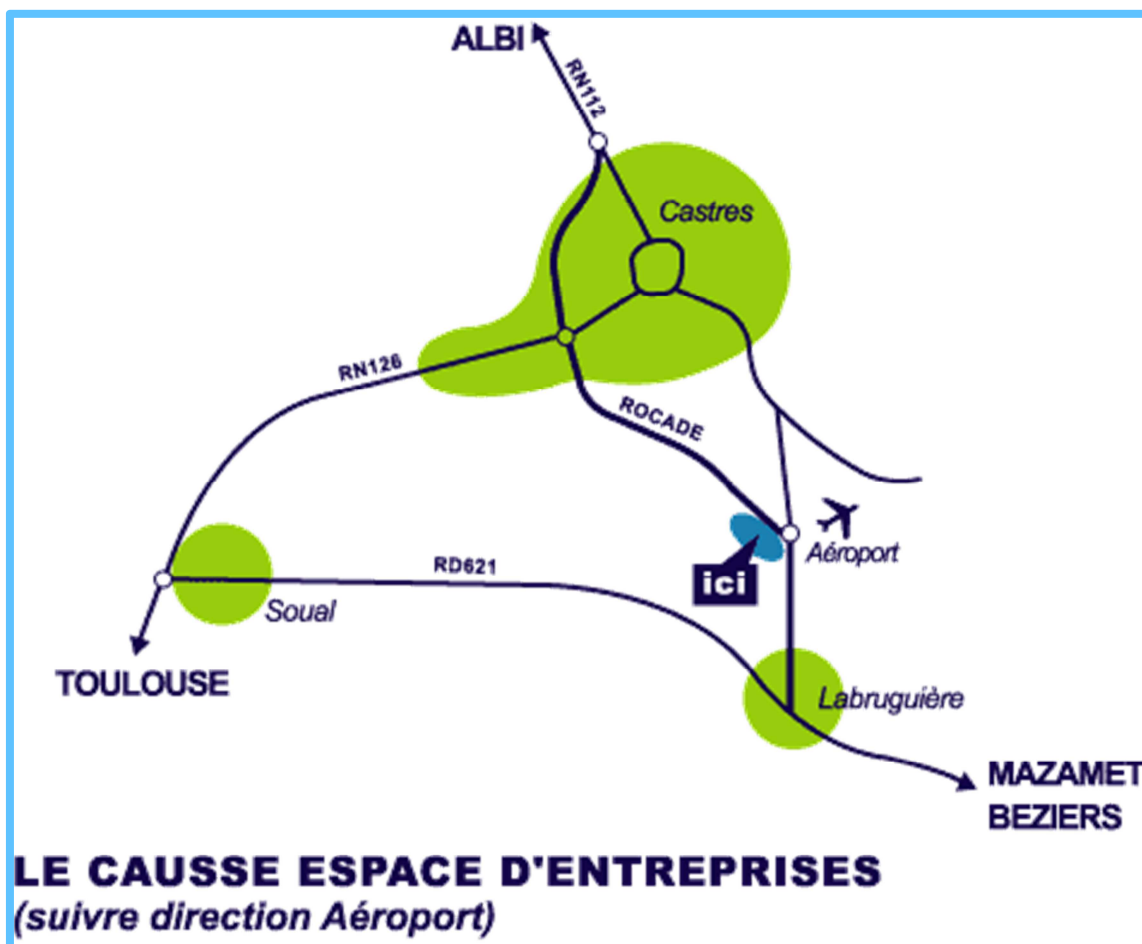 ALBI
RN112
Castres
RN126
ROCADE
Aéroport
RD621
ici
Soual
TOULOUSE
Labruguière
MAZAMET
BEZIERS
LE CAUSSE ESPACE D'ENTREPRISES
(suivre direction Aéroport)